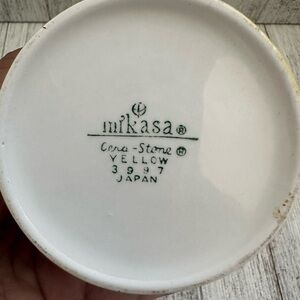 mikasa®
Cera-Stone ®
YELLOW
3997
JAPAN